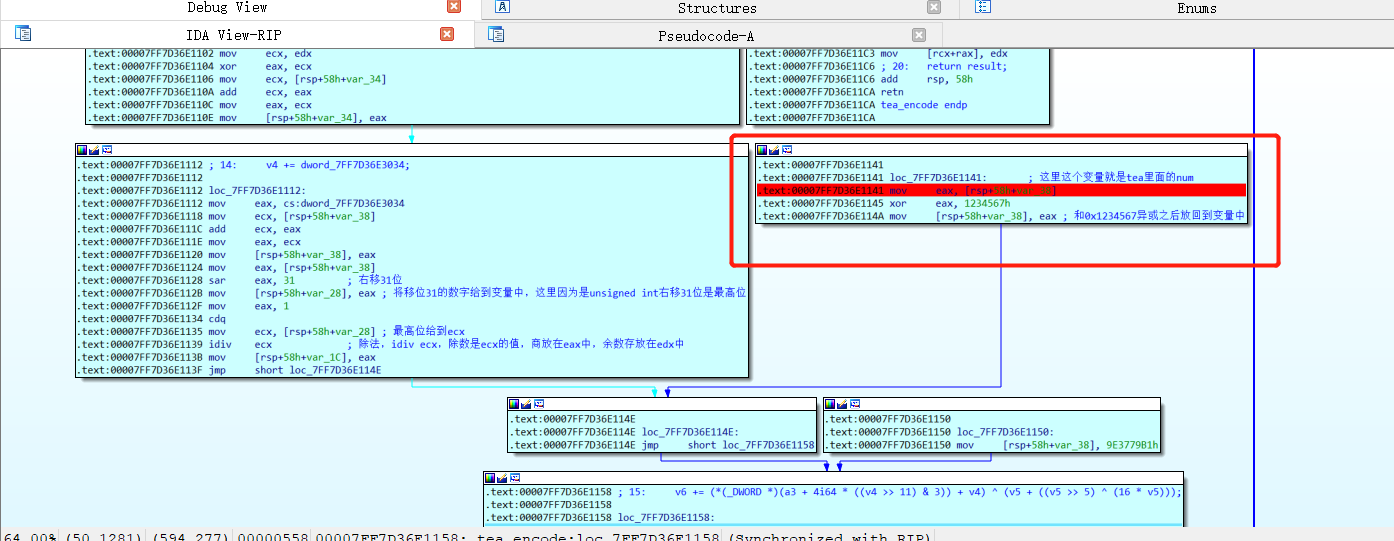 Debug View
Structures
Enums
IDA View-RIP
Pseudocode-A
.text:00007FF7D36E1102 mov ecx, edx
.text:00007FF7D36E1104 xor eax, ecx
.text:00007FF7D36E1106 mov ecx, [rsp+58h+var_34]
.text:00007FF7D36E110A add ecx, eax
.text:00007FF7D36E110C mov eax, ecx
.text:00007FF7D36E110E mov [rsp+58h+var_34], eax
.text:00007FF7D36E11C3 mov [rcx+rax], edx
.text:00007FF7D36E11C6 ; 20: return result;
.text:00007FF7D36E11C6 add rsp, 58h
.text:00007FF7D36E11CA retn
.text:00007FF7D36E11CA tea_encode endp
.text:00007FF7D36E11CA
.text:00007FF7D36E1112 ; 14: v4 += dword_7FF7D36E3034;
.text:00007FF7D36E1112
.text:00007FF7D36E1112 loc_7FF7D36E1112:
.text:00007FF7D36E1112 mov eax, cs:dword_7FF7D36E3034
.text:00007FF7D36E1118 mov ecx, [rsp+58h+var_38]
.text:00007FF7D36E111C add ecx, eax
.text:00007FF7D36E111E mov eax, ecx
.text:00007FF7D36E1120 mov [rsp+58h+var_38], eax
.text:00007FF7D36E1124 mov eax, [rsp+58h+var_38]
.text:00007FF7D36E1128 sar eax, 31 ; 右移31位
.text:00007FF7D36E112B mov [rsp+58h+var_28], eax ; 将移位31的数字给到变量中，这里因为是unsigned int右移31位是最高位
.text:00007FF7D36E112F mov eax, 1
.text:00007FF7D36E1134 cdq
.text:00007FF7D36E1135 mov ecx, [rsp+58h+var_28] ; 最高位给到ecx
.text:00007FF7D36E1139 idiv ecx ; 除法，idiv ecx，除数是ecx的值，商放在eax中，余数存放在edx中
.text:00007FF7D36E113B mov [rsp+58h+var_1C], eax
.text:00007FF7D36E113F jmp short loc_7FF7D36E114E
.text:00007FF7D36E1141
.text:00007FF7D36E1141 loc_7FF7D36E1141: ; 这里这个变量就是tea里面的num
.text:00007FF7D36E1141 mov eax, [rsp+58h+var_38]
.text:00007FF7D36E1145 xor eax, 1234567h
.text:00007FF7D36E114A mov [rsp+58h+var_38], eax ; 和0x1234567异或之后放回到变量中
.text:00007FF7D36E114E
.text:00007FF7D36E114E loc_7FF7D36E114E:
.text:00007FF7D36E114E jmp short loc_7FF7D36E1158
.text:00007FF7D36E1150
.text:00007FF7D36E1150 loc_7FF7D36E1150:
.text:00007FF7D36E1150 mov [rsp+58h+var_38], 9E3779B1h
.text:00007FF7D36E1158 ; 15: v6 += (*(_DWORD *)(a3 + 4i64 * ((v4 >> 11) & 3)) + v4) ^ (v5 + ((v5 >> 5) ^ (16 * v5)));
.text:00007FF7D36E1158
.text:00007FF7D36E1158 loc_7FF7D36E1158:
64.00% (50,1281) (594,277) 00000558 00007FF7D36E1158: tea_encode:loc_7FF7D36E1158 (Synchronized with RIP)